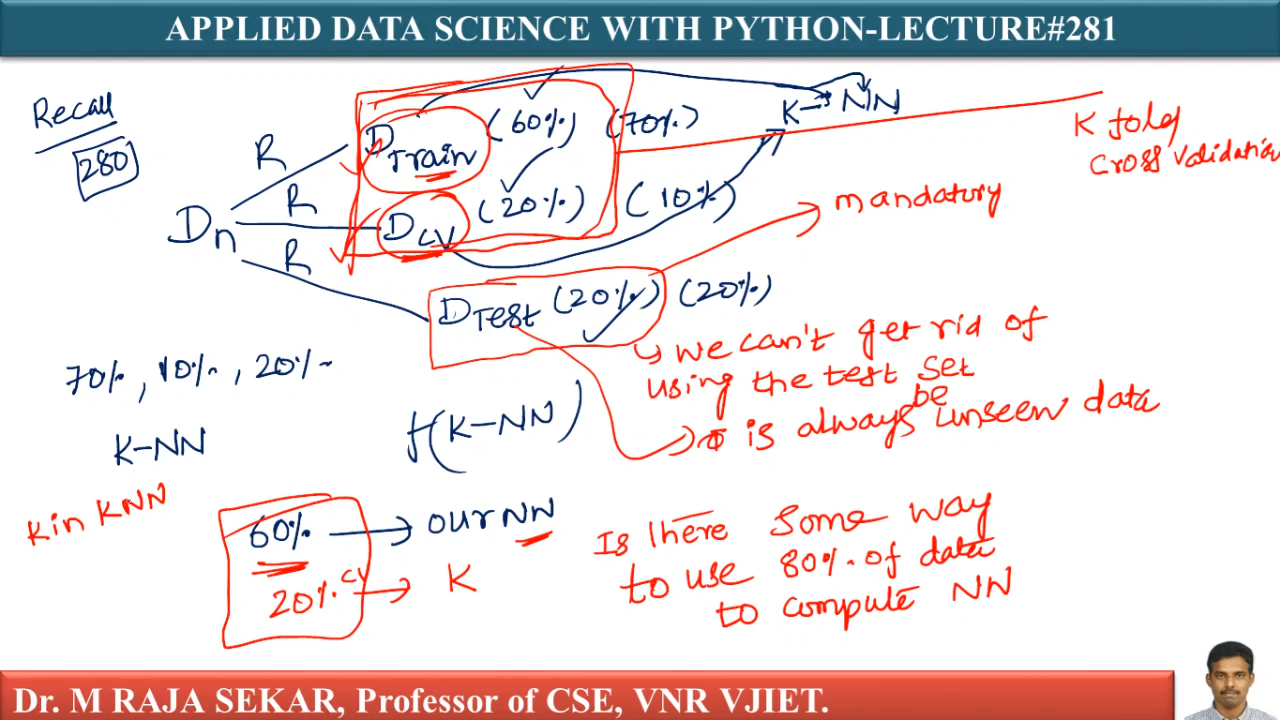 APPLIED DATA SCIENCE WITH PYTHON-LECTURE#281
Recall
280
Dn
R
R
R
DTrain (60%) (70%)
DCV (20%) (10%)
DTest (20%) (20%)
K-NN
K fold
Cross validation
mandatory
we can't get rid of
using the test set
is always be unseen data
70%, 10%, 20%
K-NN
f(K-NN)
K in KNN
60% → our NN
20% CV → K
Is there some way
to use 80% of data
to compute NN
Dr. M RAJA SEKAR, Professor of CSE, VNR VJIET.